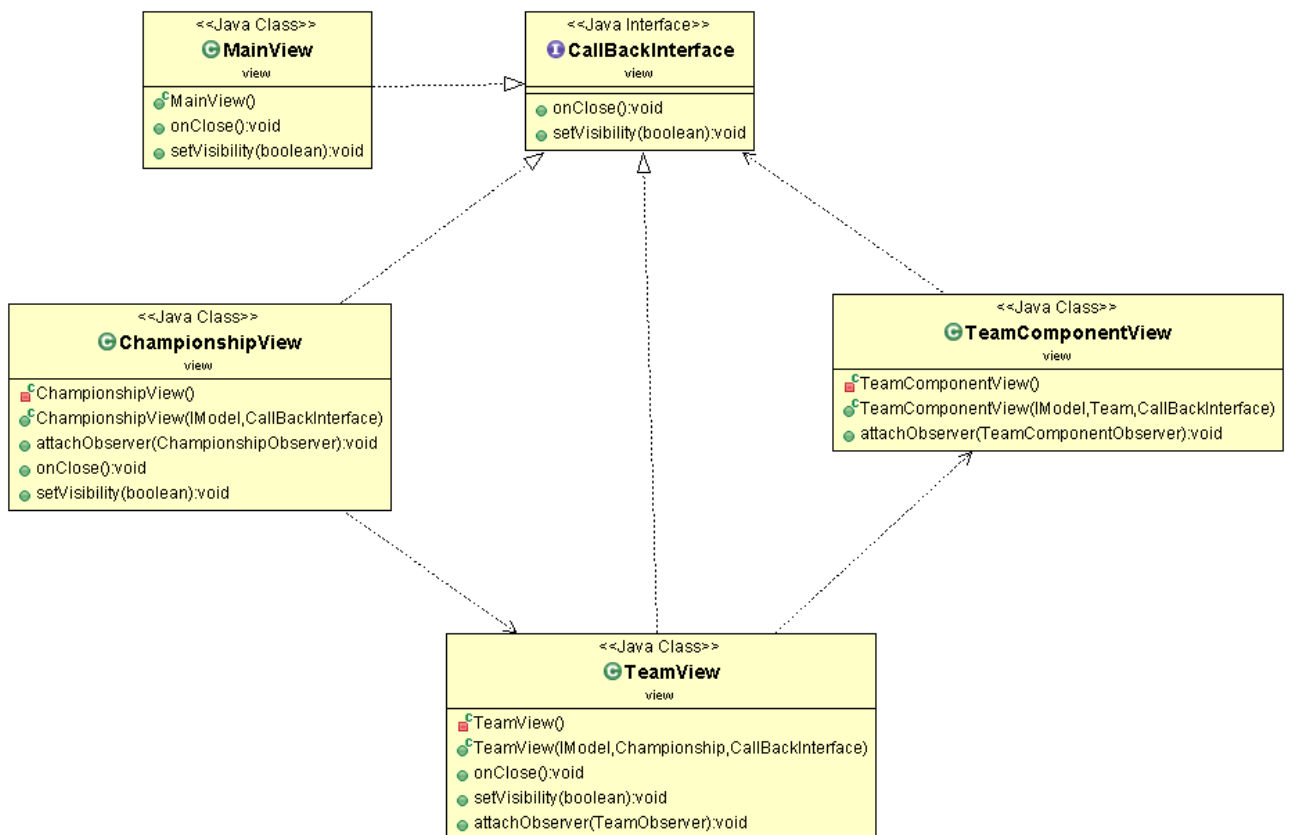 <<Java Class>>
MainView
view
MainView()
onClose():void
setVisibility(boolean):void
<<Java Interface>>
CallBackInterface
view
onClose():void
setVisibility(boolean):void
<<Java Class>>
ChampionshipView
view
ChampionshipView()
ChampionshipView(IModel,CallBackInterface)
attachObserver(ChampionshipObserver):void
onClose():void
setVisibility(boolean):void
<<Java Class>>
TeamComponentView
view
TeamComponentView()
TeamComponentView(IModel,Team,CallBackInterface)
attachObserver(TeamComponentObserver):void
<<Java Class>>
TeamView
view
TeamView()
TeamView(IModel,Championship,CallBackInterface)
onClose():void
setVisibility(boolean):void
attachObserver(TeamObserver):void